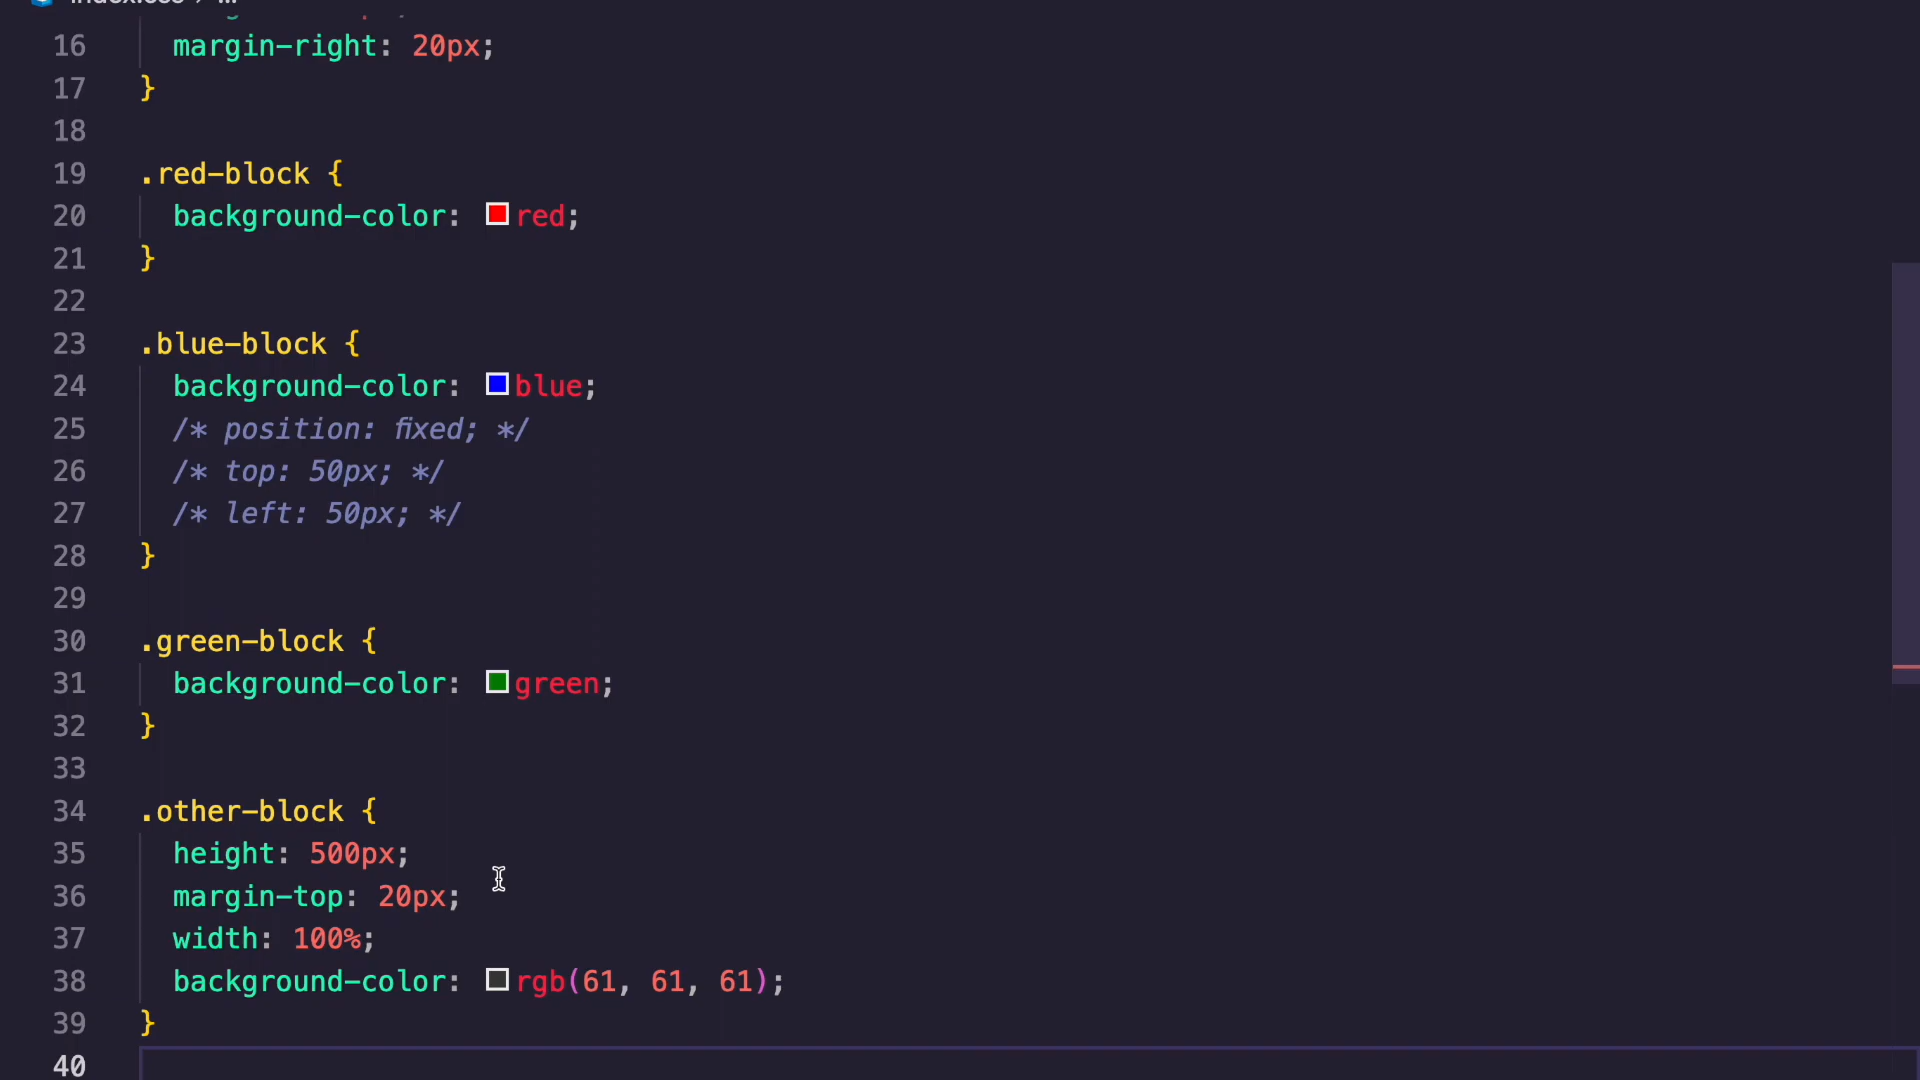 index.css > ...
16 margin-right: 20px;
17 }
18
19 .red-block {
20 background-color: red;
21 }
22
23 .blue-block {
24 background-color: blue;
25 /* position: fixed; */
26 /* top: 50px; */
27 /* left: 50px; */
28 }
29
30 .green-block {
31 background-color: green;
32 }
33
34 .other-block {
35 height: 500px;
36 margin-top: 20px;
37 width: 100%;
38 background-color: rgb(61, 61, 61);
39 }
40